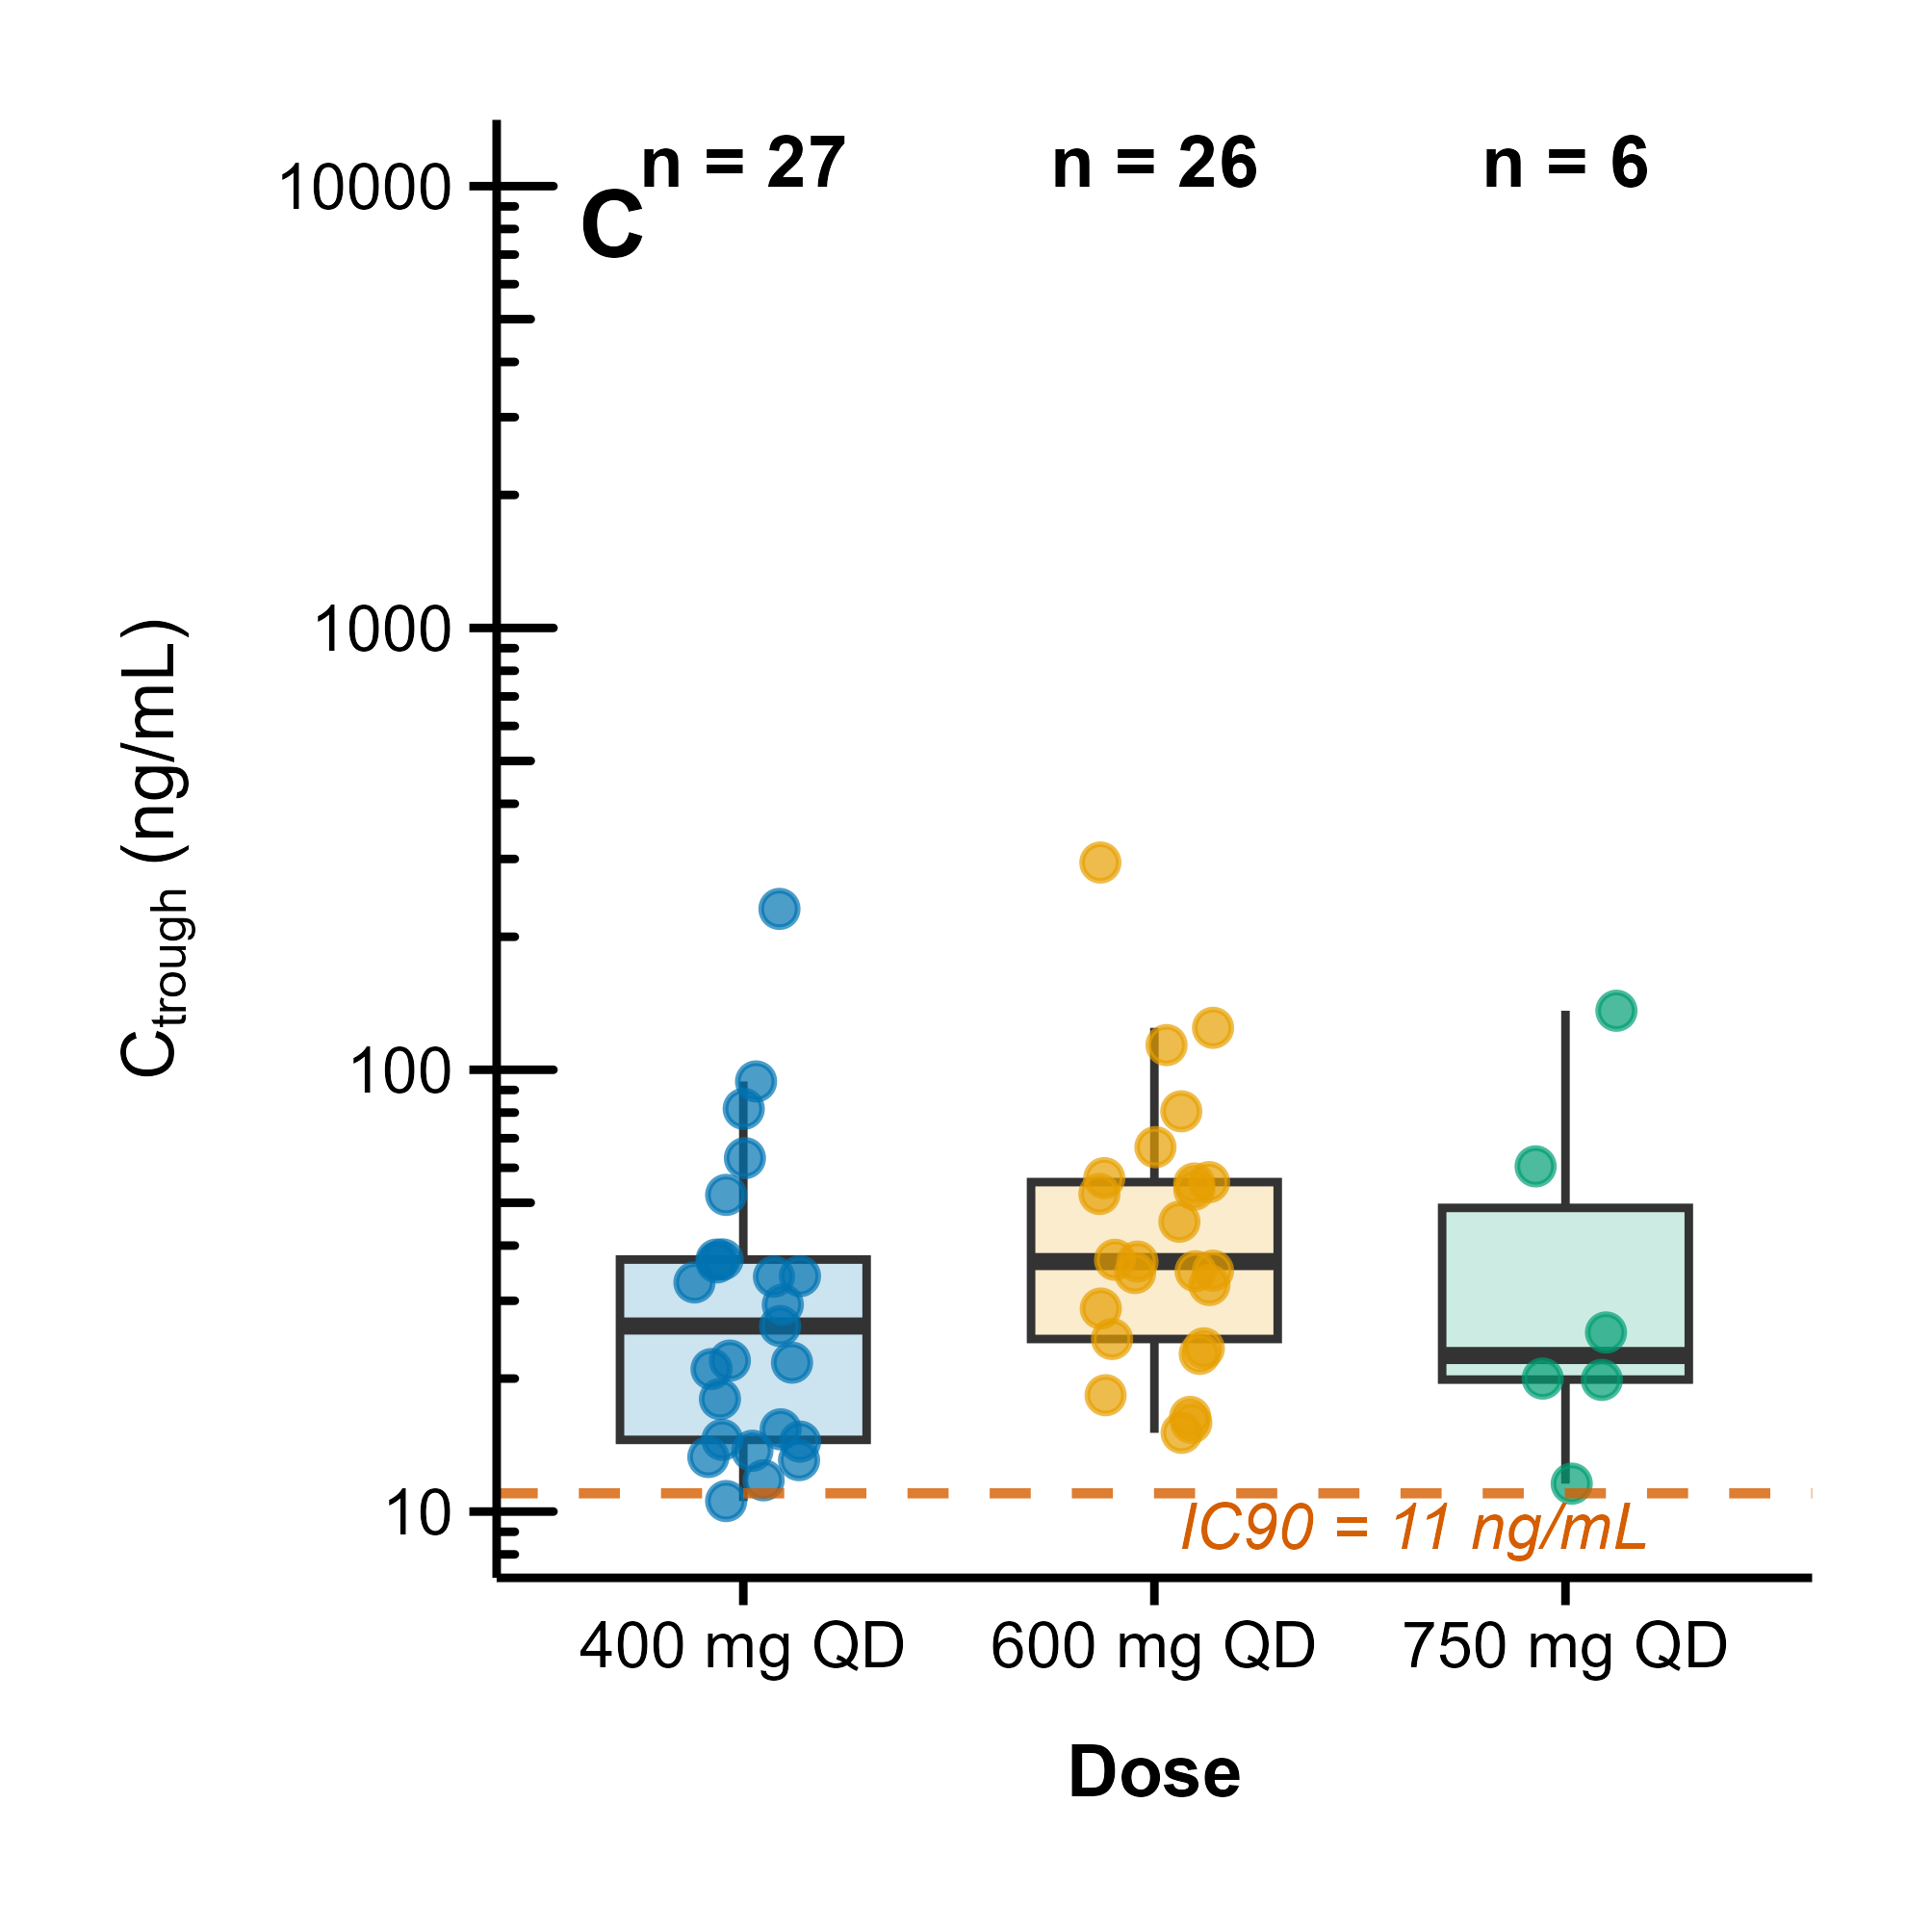 n = 27 n = 26 n = 6
10000
C
1000
100
10
C trough (ng/mL)
IC90 = 11 ng/mL
400 mg QD 600 mg QD 750 mg QD
Dose